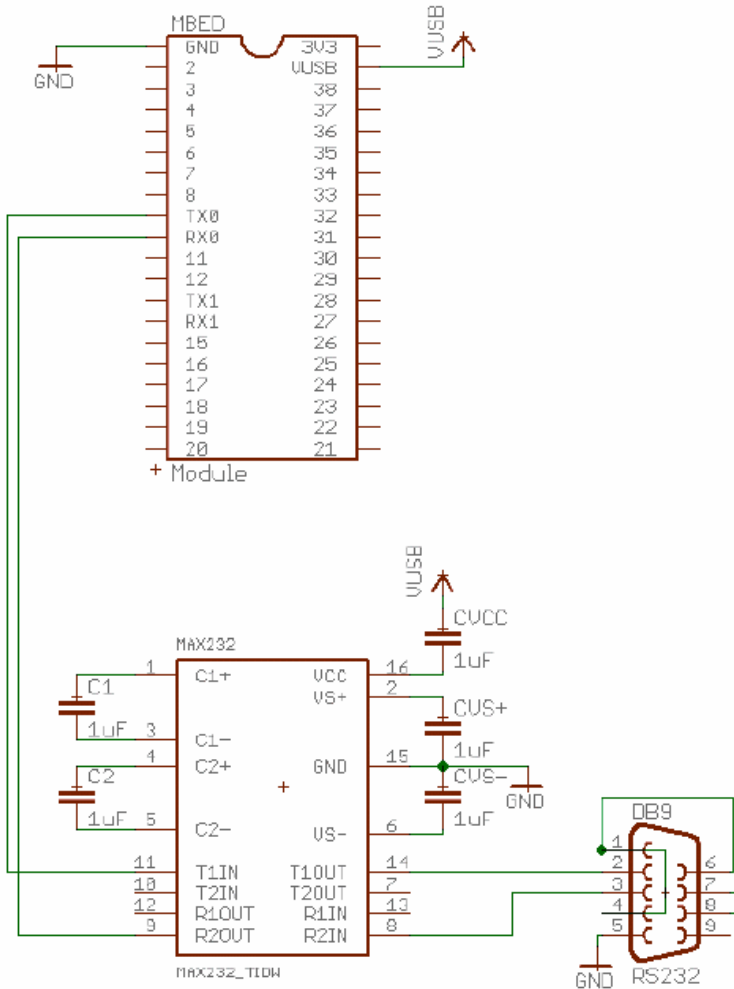 MBED
GND 3V3
2 VUSB
3 38
4 37
5 36
6 35
7 34
8 33
TX0 32
RX0 31
11 30
12 29
TX1 28
RX1 27
15 26
16 25
17 24
18 23
19 22
20 21
+ Module
GND
VUSB
VUSB
CVCC
1uF
MAX232
1 C1+ VCC 16
VS+ 2
C1
1uF
3 C1-
CVS+
1uF
4 C2+ GND 15
C2
1uF
5 C2- VS- 6
CVS-
1uF
GND
11 T1IN T1OUT 14
10 T2IN T2OUT 7
12 R1OUT R1IN 13
9 R2OUT R2IN 8
MAX232_TIDW
DB9
1
2 6
3 7
4 8
5 9
GND
RS232